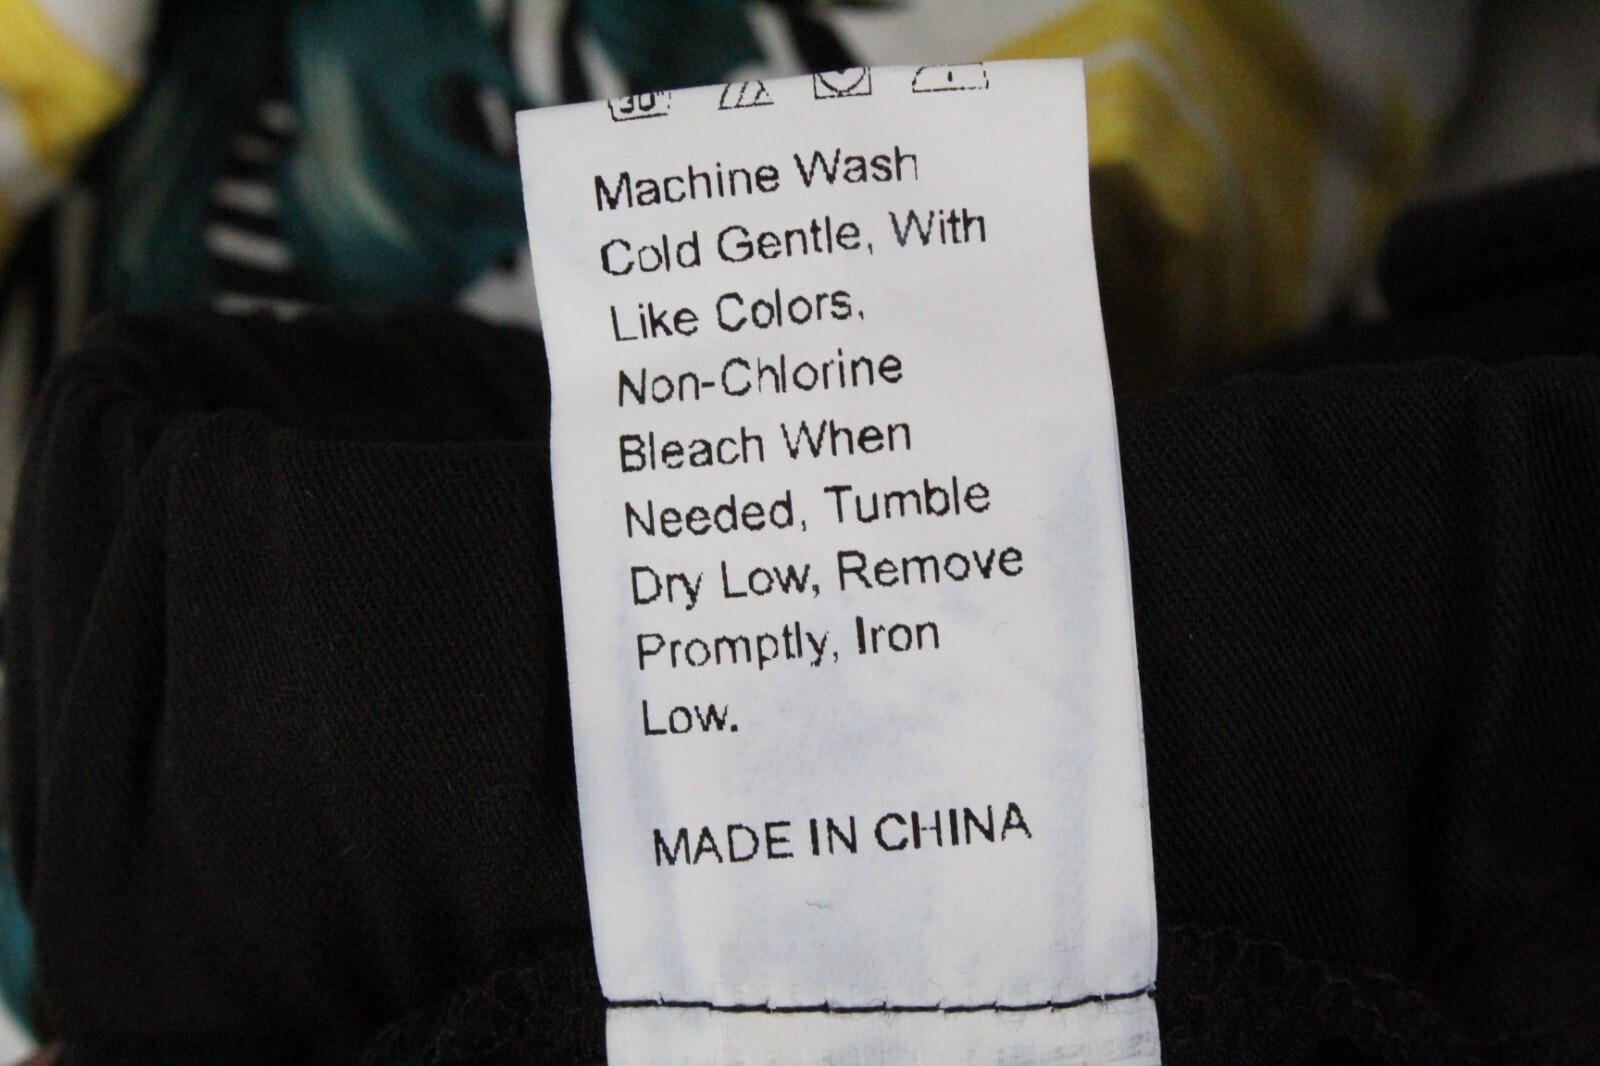 30°
Machine Wash
Cold Gentle, With
Like Colors,
Non-Chlorine
Bleach When
Needed, Tumble
Dry Low, Remove
Promptly, Iron
Low.
MADE IN CHINA